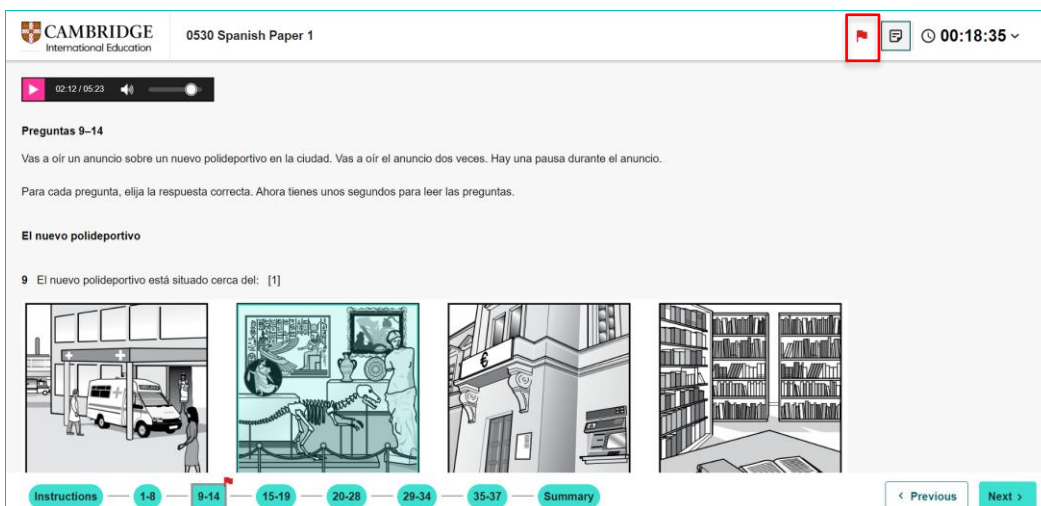 CAMBRIDGE
International Education
0530 Spanish Paper 1
00:18:35
02:12 / 05:23
Preguntas 9–14
Vas a oír un anuncio sobre un nuevo polideportivo en la ciudad. Vas a oír el anuncio dos veces. Hay una pausa durante el anuncio.
Para cada pregunta, elija la respuesta correcta. Ahora tienes unos segundos para leer las preguntas.
El nuevo polideportivo
9 El nuevo polideportivo está situado cerca del: [1]
€
Instructions 1-8 9-14 15-19 20-28 29-34 35-37 Summary < Previous Next >